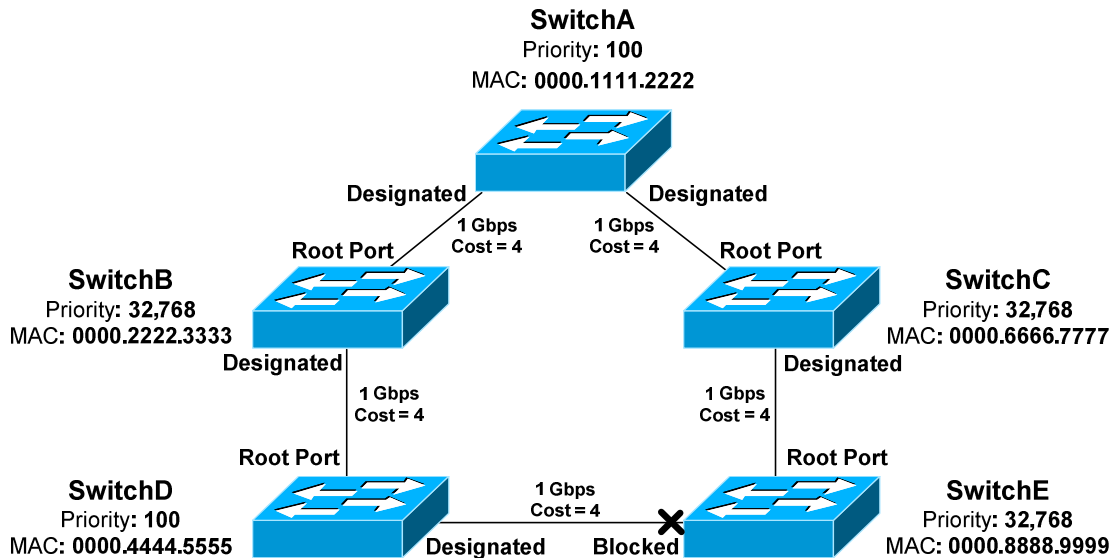 SwitchA
Priority: 100
MAC: 0000.1111.2222
Designated
Designated
1 Gbps
Cost = 4
1 Gbps
Cost = 4
Root Port
Root Port
SwitchB
Priority: 32,768
MAC: 0000.2222.3333
SwitchC
Priority: 32,768
MAC: 0000.6666.7777
Designated
Designated
1 Gbps
Cost = 4
1 Gbps
Cost = 4
Root Port
Root Port
SwitchD
Priority: 100
MAC: 0000.4444.5555
1 Gbps
Cost = 4
Designated
Blocked
SwitchE
Priority: 32,768
MAC: 0000.8888.9999